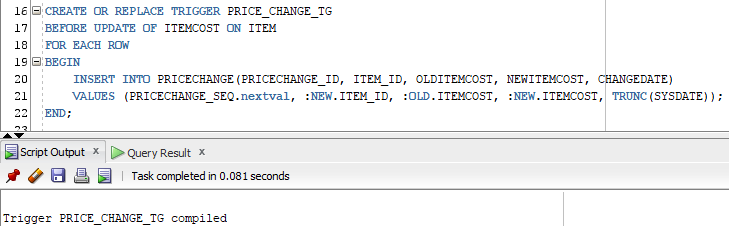 16 CREATE OR REPLACE TRIGGER PRICE_CHANGE_TG
17 BEFORE UPDATE OF ITEMCOST ON ITEM
18 FOR EACH ROW
19 BEGIN
20 INSERT INTO PRICECHANGE(PRICECHANGE_ID, ITEM_ID, OLDITEMCOST, NEWITEMCOST, CHANGEDATE)
21 VALUES (PRICECHANGE_SEQ.nextval, :NEW.ITEM_ID, :OLD.ITEMCOST, :NEW.ITEMCOST, TRUNC(SYSDATE));
22 END;
23
Script Output x Query Result x
Task completed in 0.081 seconds
Trigger PRICE_CHANGE_TG compiled